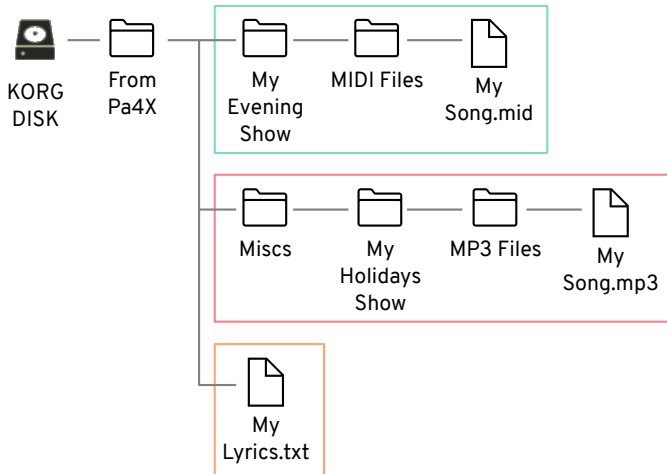 KORG
DISK
From
Pa4X
My
Evening
Show
MIDI Files
My
Song.mid
Miscs
My
Holidays
Show
MP3 Files
My
Song.mp3
My
Lyrics.txt